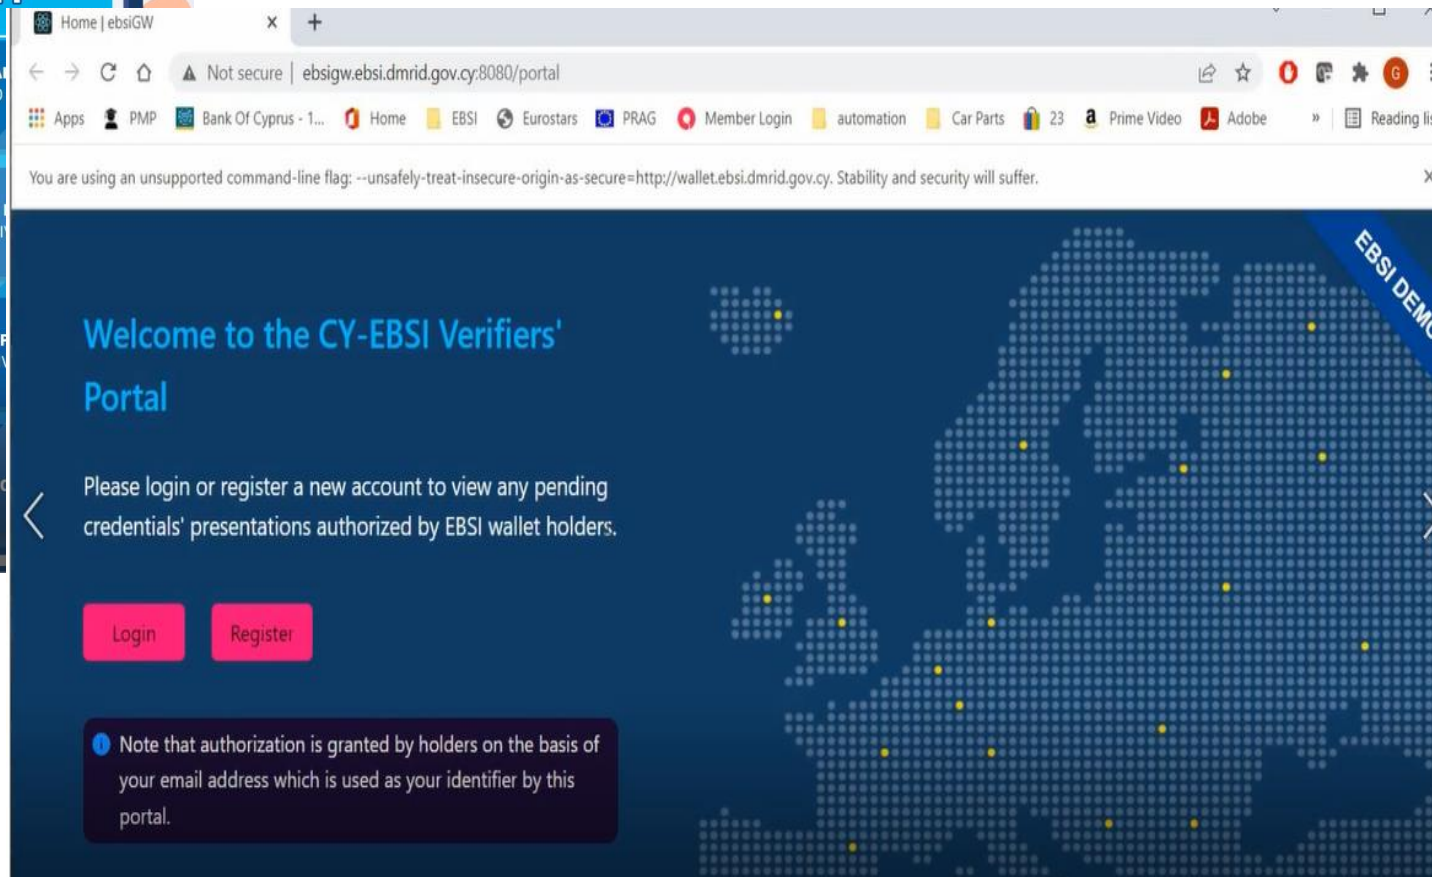 Home | ebsiGW
Not secure | ebsigw.ebsi.dmrid.gov.cy:8080/portal
G
Apps PMP Bank Of Cyprus - 1... Home EBSI Eurostars PRAG Member Login automation Car Parts 23 Prime Video Adobe » Reading lis
You are using an unsupported command-line flag: --unsafely-treat-insecure-origin-as-secure=http://wallet.ebsi.dmrid.gov.cy. Stability and security will suffer.
EBSI DEMO
Welcome to the CY-EBSI Verifiers'
Portal
Please login or register a new account to view any pending
credentials' presentations authorized by EBSI wallet holders.
Login Register
Note that authorization is granted by holders on the basis of
your email address which is used as your identifier by this
portal.